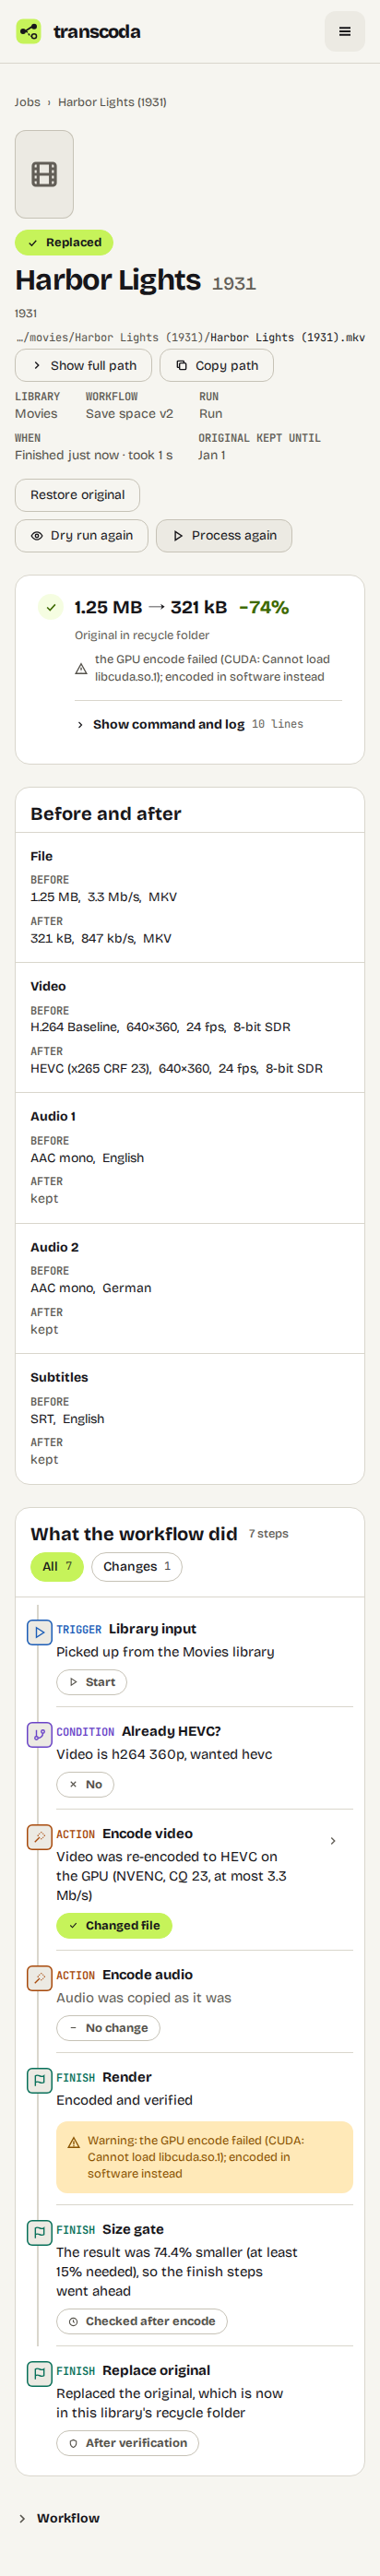 transcoda
Jobs › Harbor Lights (1931)
Replaced
Harbor Lights 1931
1931
…/movies/Harbor Lights (1931)/Harbor Lights (1931).mkv
Show full path Copy path
LIBRARY WORKFLOW RUN
Movies Save space v2 Run
WHEN ORIGINAL KEPT UNTIL
Finished just now · took 1 s Jan 1
Restore original
Dry run again Process again
1.25 MB → 321 kB −74%
Original in recycle folder
the GPU encode failed (CUDA: Cannot load
libcuda.so.1); encoded in software instead
Show command and log 10 lines
Before and after
File
BEFORE
1.25 MB, 3.3 Mb/s, MKV
AFTER
321 kB, 847 kb/s, MKV
Video
BEFORE
H.264 Baseline, 640×360, 24 fps, 8-bit SDR
AFTER
HEVC (x265 CRF 23), 640×360, 24 fps, 8-bit SDR
Audio 1
BEFORE
AAC mono, English
AFTER
kept
Audio 2
BEFORE
AAC mono, German
AFTER
kept
Subtitles
BEFORE
SRT, English
AFTER
kept
What the workflow did 7 steps
All 7 Changes 1
TRIGGER Library input
Picked up from the Movies library
Start
CONDITION Already HEVC?
Video is h264 360p, wanted hevc
No
ACTION Encode video
Video was re-encoded to HEVC on
the GPU (NVENC, CQ 23, at most 3.3
Mb/s)
Changed file
ACTION Encode audio
Audio was copied as it was
No change
FINISH Render
Encoded and verified
Warning: the GPU encode failed (CUDA:
Cannot load libcuda.so.1); encoded in
software instead
FINISH Size gate
The result was 74.4% smaller (at least
15% needed), so the finish steps
went ahead
Checked after encode
FINISH Replace original
Replaced the original, which is now
in this library's recycle folder
After verification
Workflow